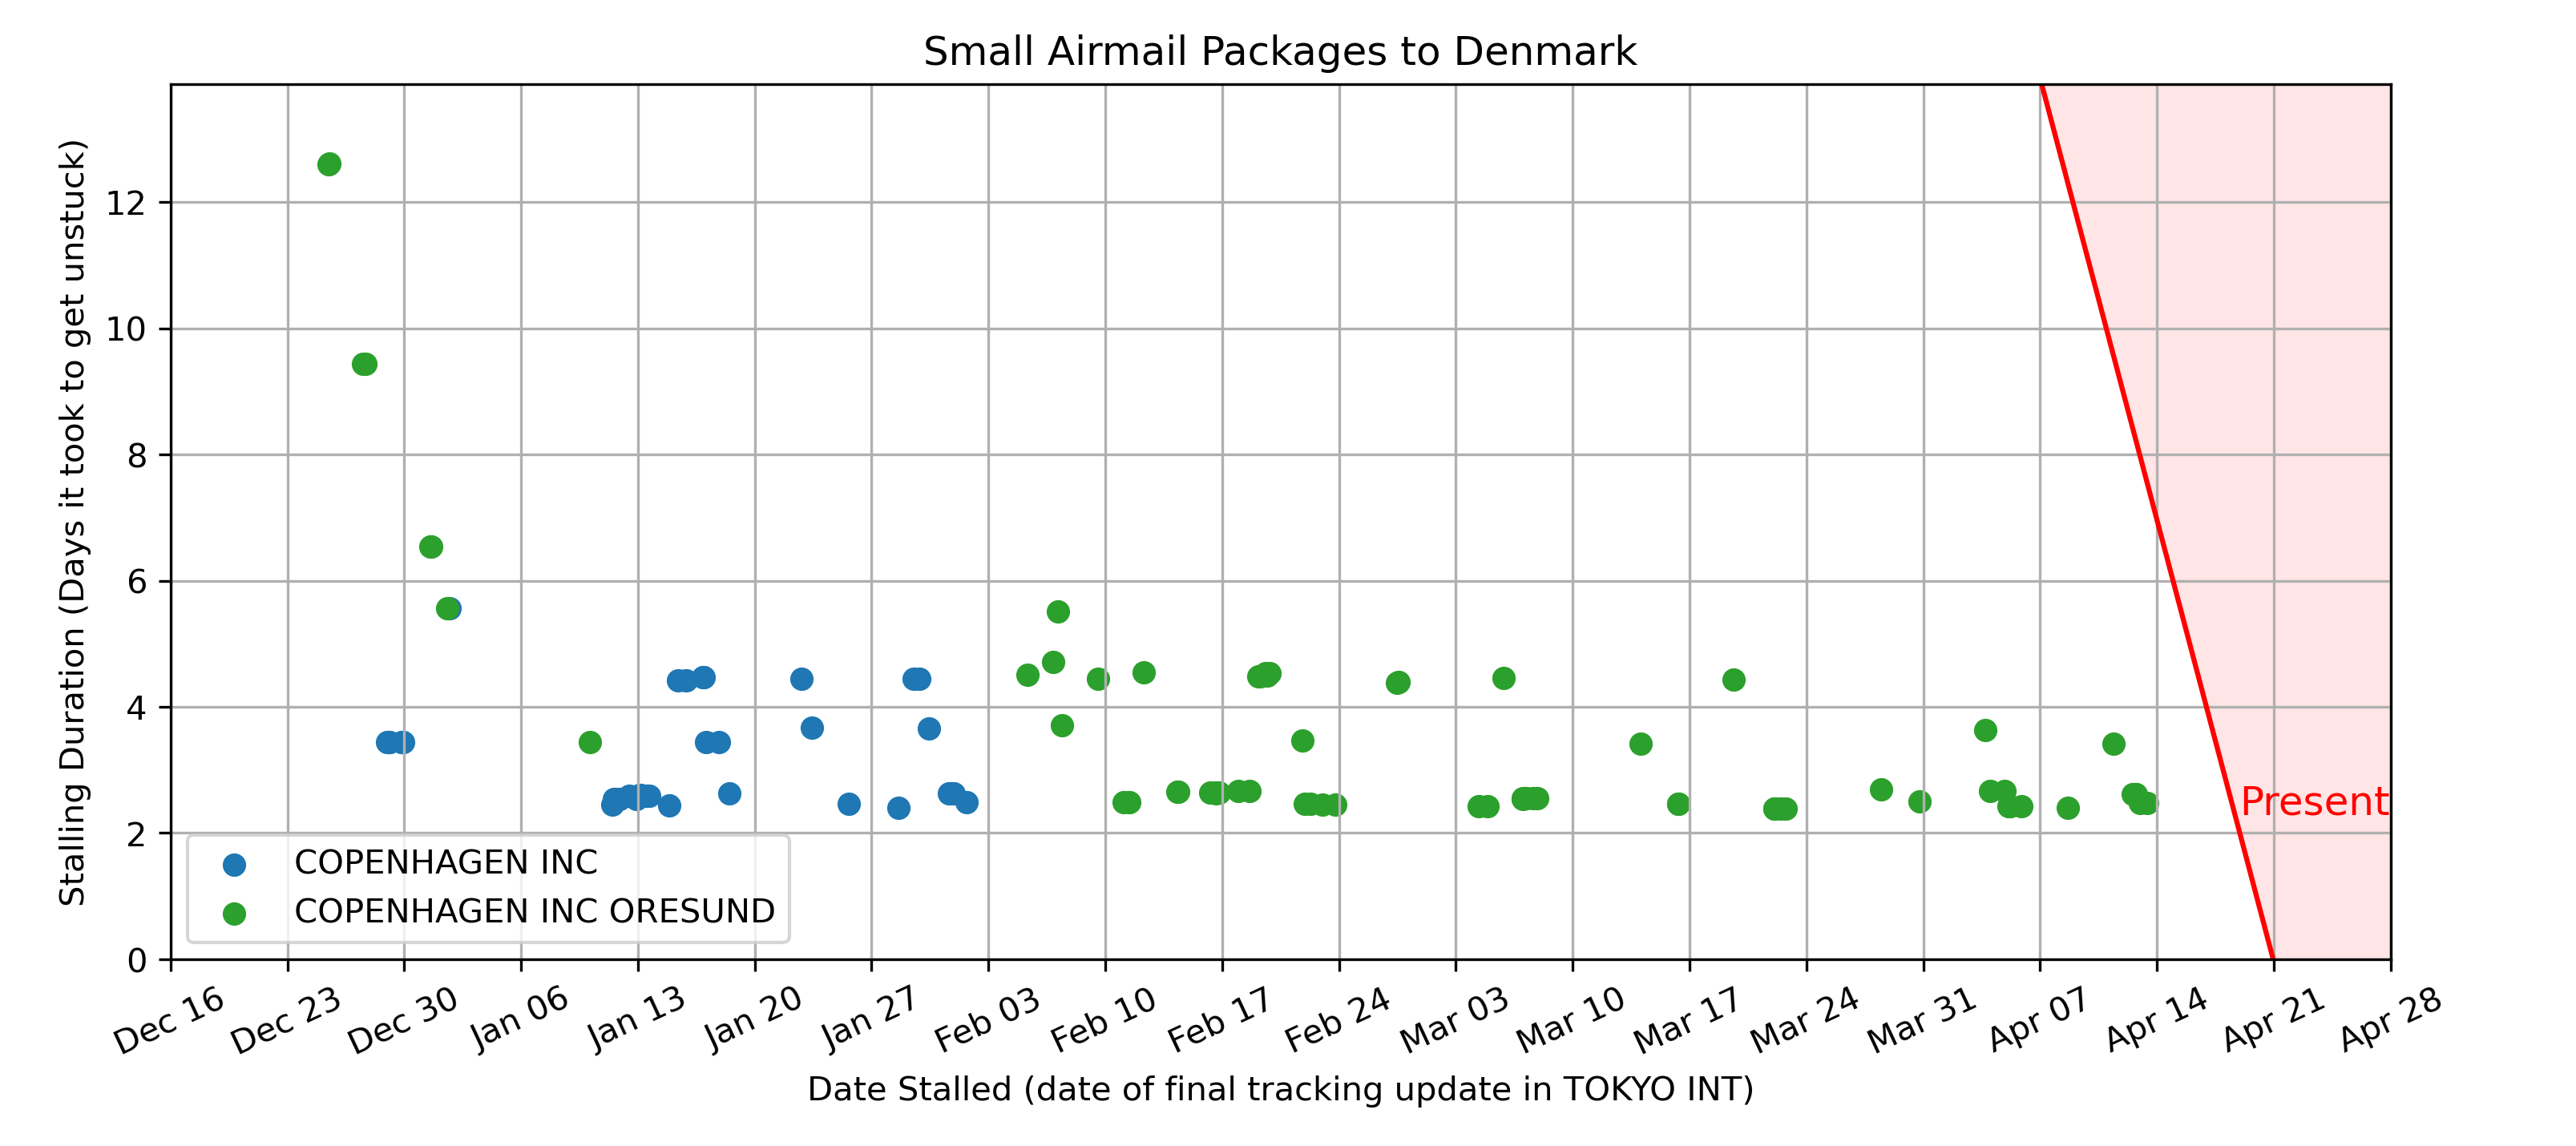 Small Airmail Packages to Denmark
Stalling Duration (Days it took to get unstuck)
12
10
8
6
4
2
0
Present
COPENHAGEN INC
COPENHAGEN INC ORESUND
Dec 16
Dec 23
Dec 30
Jan 06
Jan 13
Jan 20
Jan 27
Feb 03
Feb 10
Feb 17
Feb 24
Mar 03
Mar 10
Mar 17
Mar 24
Mar 31
Apr 07
Apr 14
Apr 21
Apr 28
Date Stalled (date of final tracking update in TOKYO INT)